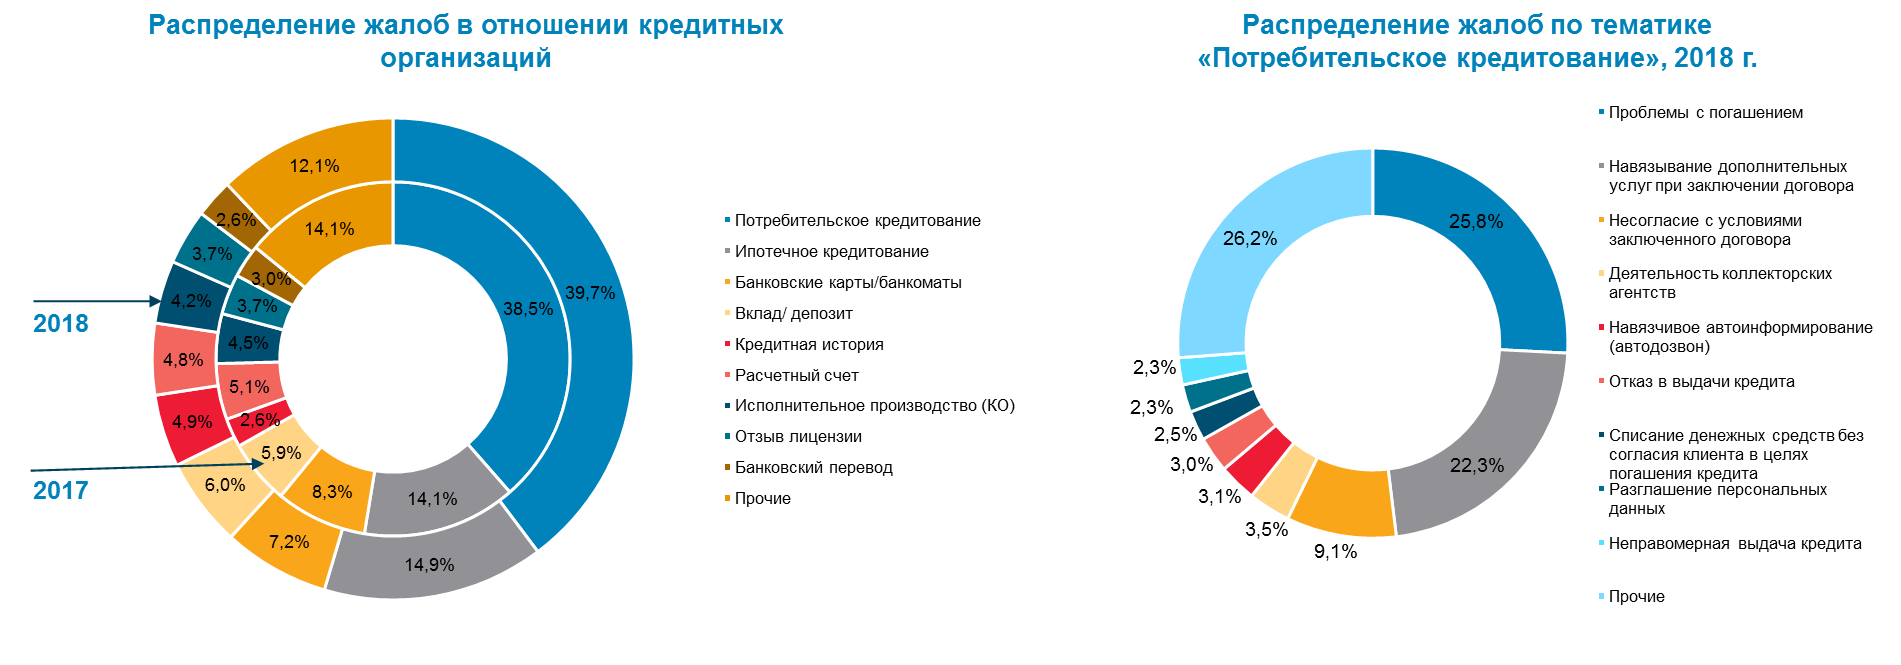 Распределение жалоб в отношении кредитных
организаций
12,1%
2,6%
3,7%
4,2%
4,8%
4,9%
6,0%
7,2%
14,9%
39,7%
14,1%
3,0%
3,7%
4,5%
5,1%
2,6%
5,9%
8,3%
14,1%
38,5%
2018
2017
Потребительское кредитование
Ипотечное кредитование
Банковские карты/банкоматы
Вклад/ депозит
Кредитная история
Расчетный счет
Исполнительное производство (КО)
Отзыв лицензии
Банковский перевод
Прочие
Распределение жалоб по тематике
«Потребительское кредитование», 2018 г.
25,8%
22,3%
9,1%
3,5%
3,1%
3,0%
2,5%
2,3%
2,3%
26,2%
Проблемы с погашением
Навязывание дополнительных
услуг при заключении договора
Несогласие с условиями
заключенного договора
Деятельность коллекторских
агентств
Навязчивое автоинформирование
(автодозвон)
Отказ в выдачи кредита
Списание денежных средств без
согласия клиента в целях
погашения кредита
Разглашение персональных
данных
Неправомерная выдача кредита
Прочие